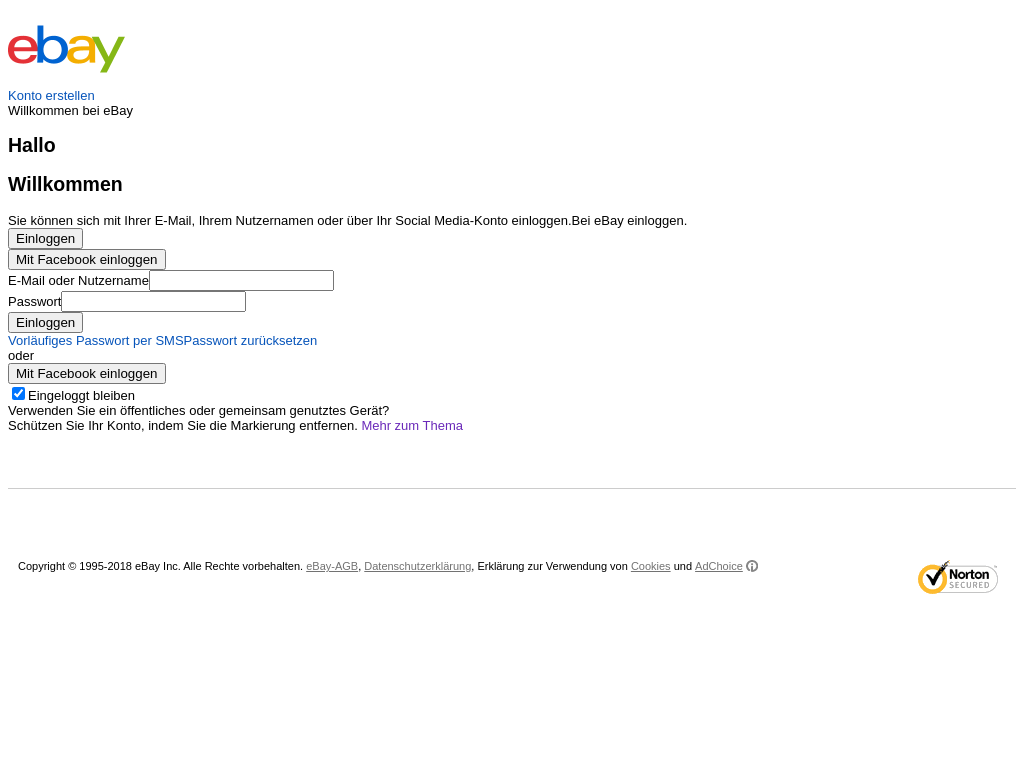 ebay
Konto erstellen
Willkommen bei eBay
Hallo
Willkommen
Sie können sich mit Ihrer E-Mail, Ihrem Nutzernamen oder über Ihr Social Media-Konto einloggen.Bei eBay einloggen.
Einloggen
Mit Facebook einloggen
E-Mail oder Nutzername
Passwort
Einloggen
Vorläufiges Passwort per SMSPasswort zurücksetzen
oder
Mit Facebook einloggen
Eingeloggt bleiben
Verwenden Sie ein öffentliches oder gemeinsam genutztes Gerät?
Schützen Sie Ihr Konto, indem Sie die Markierung entfernen. Mehr zum Thema
Copyright © 1995-2018 eBay Inc. Alle Rechte vorbehalten. eBay-AGB, Datenschutzerklärung, Erklärung zur Verwendung von Cookies und AdChoice
Norton
SECURED